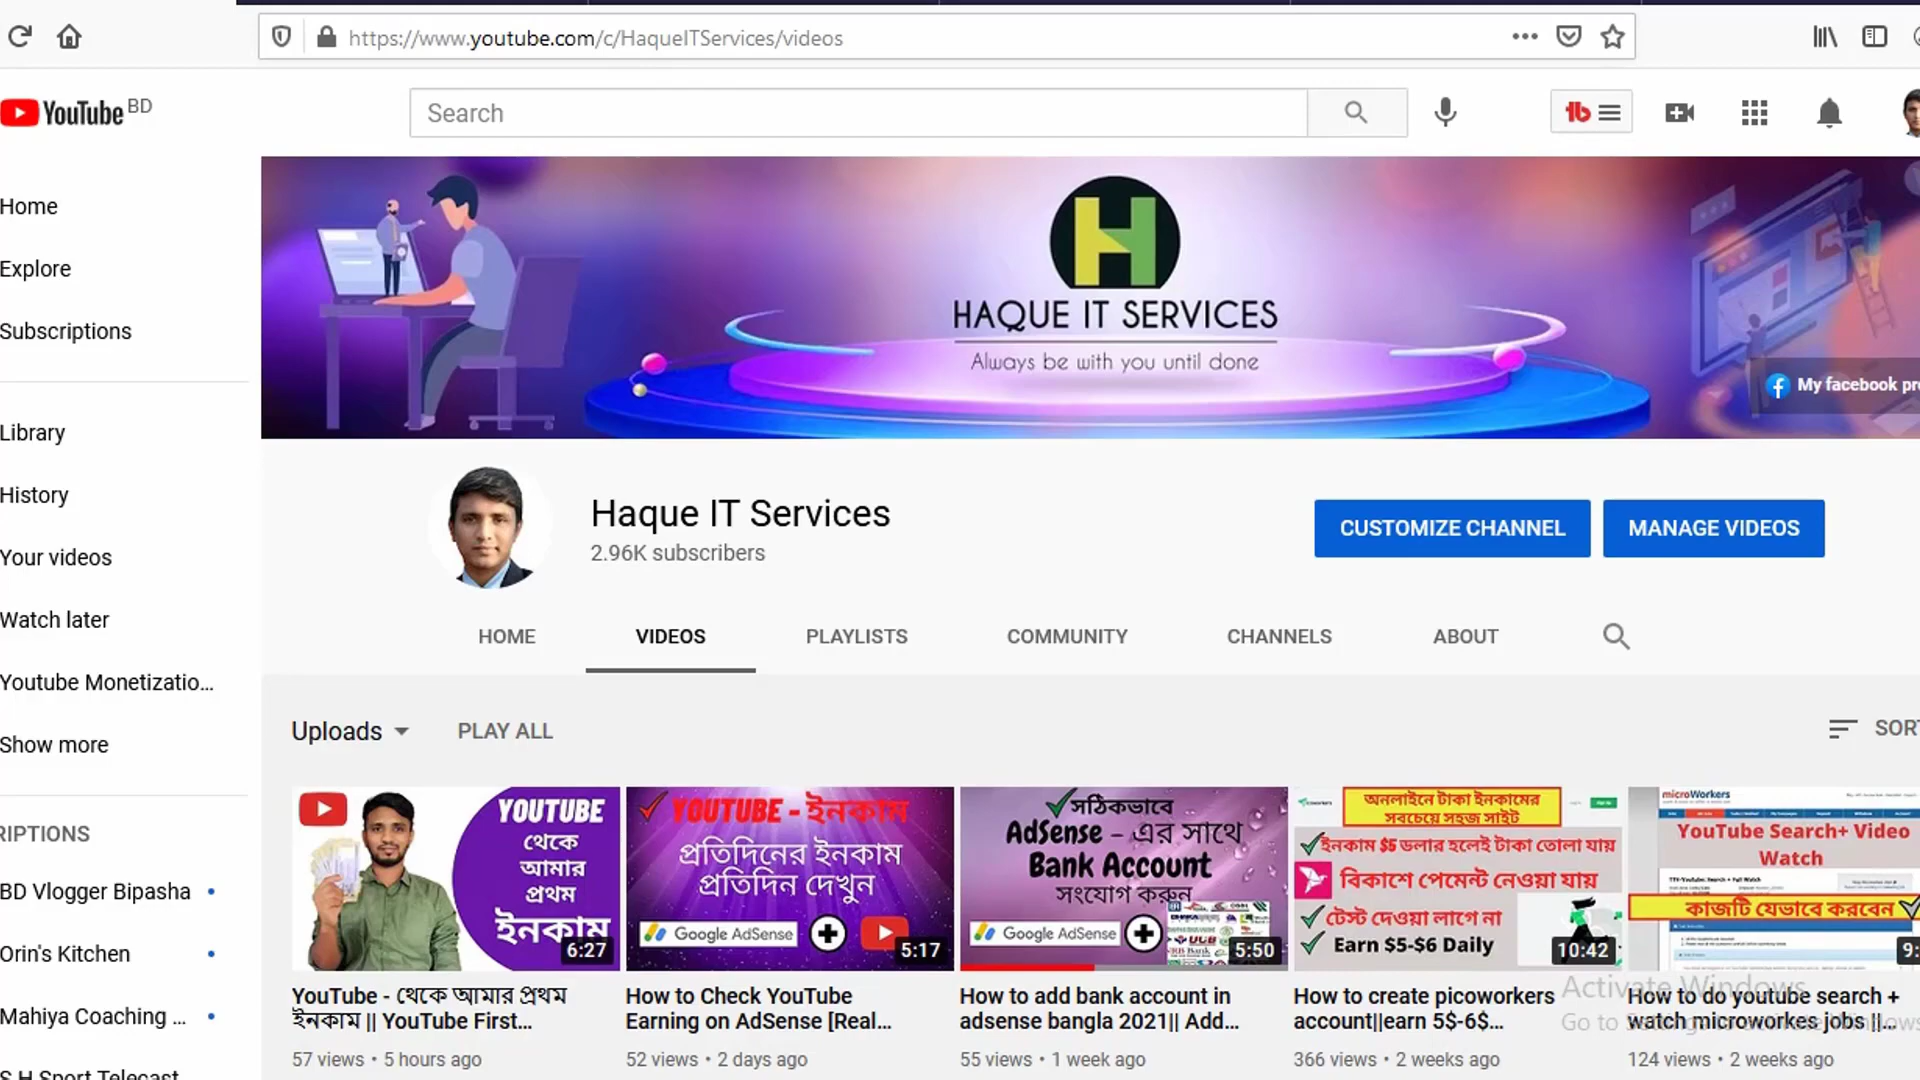 https://www.youtube.com/c/HaqueITServices/videos
YouTube BD
Search
Home
Explore
Subscriptions
Library
History
Your videos
Watch later
Youtube Monetizatio...
Show more
RIPTIONS
BD Vlogger Bipasha
Orin's Kitchen
Mahiya Coaching ...
S H Sport Telecast
HAQUE IT SERVICES
Always be with you until done
My facebook pro
Haque IT Services
2.96K subscribers
CUSTOMIZE CHANNEL
MANAGE VIDEOS
HOME
VIDEOS
PLAYLISTS
COMMUNITY
CHANNELS
ABOUT
Uploads
PLAY ALL
SORT
YOUTUBE
থেকে
আমার
প্রথম
ইনকাম
6:27
YouTube - থেকে আমার প্রথম
ইনকাম || YouTube First...
57 views • 5 hours ago
YOUTUBE - ইনকাম
প্রতিদিনের ইনকাম
প্রতিদিন দেখুন
Google AdSense
5:17
How to Check YouTube
Earning on AdSense [Real...
52 views • 2 days ago
সঠিকভাবে
AdSense - এর সাথে
Bank Account
সংযোগ করুন
Google AdSense
UCB
5:50
How to add bank account in
adsense bangla 2021|| Add...
55 views • 1 week ago
অনলাইনে টাকা ইনকামের
সবচেয়ে সহজ সাইট
ইনকাম $5 ডলার হলেই টাকা তোলা যায়
বিকাশে পেমেন্ট নেওয়া যায়
টেস্ট দেওয়া লাগে না
Earn $5-$6 Daily
10:42
How to create picoworkers
account||earn 5$-6$...
366 views • 2 weeks ago
microWorkers
YouTube Search+ Video
Watch
কাজটি যেভাবে করবেন
9:
How to do youtube search +
watch microworkes jobs ||...
124 views • 2 weeks ago
Activate Windows
Go to Settings to activate Windows